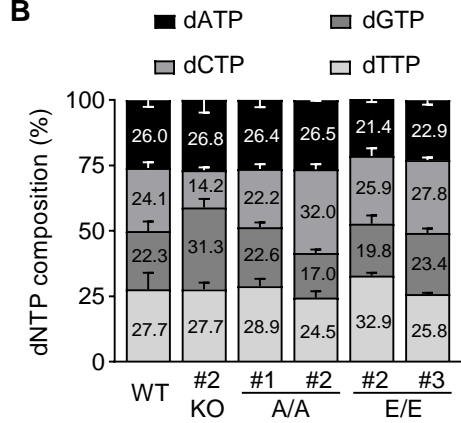 B
dATP dGTP
dCTP dTTP
dNTP composition (%)
100
75
50
25
0
26.0 26.8 26.4 26.5 21.4 22.9
24.1 14.2 22.2 32.0 25.9 27.8
22.3 31.3 22.6 17.0 19.8 23.4
27.7 27.7 28.9 24.5 32.9 25.8
WT #2 #1 #2 #2 #3
KO A/A E/E